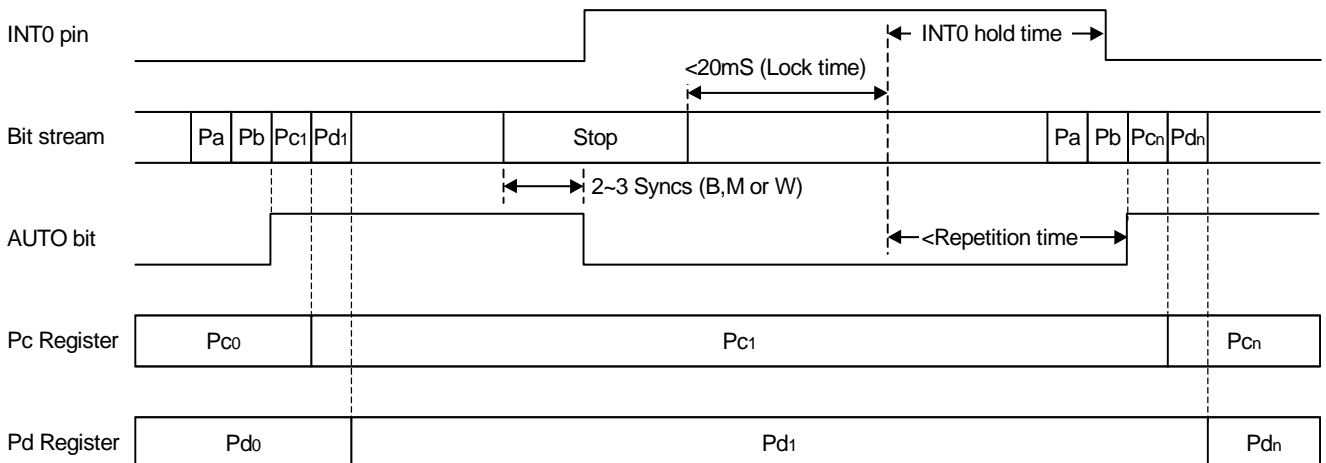 INT0 pin
INT0 hold time
<20mS (Lock time)
Bit stream
Pa Pb Pc1 Pd1 Stop Pa Pb Pcn Pdn
2~3 Syncs (B,M or W)
AUTO bit
<Repetition time
Pc Register Pc0 Pc1 Pcn
Pd Register Pd0 Pd1 Pdn